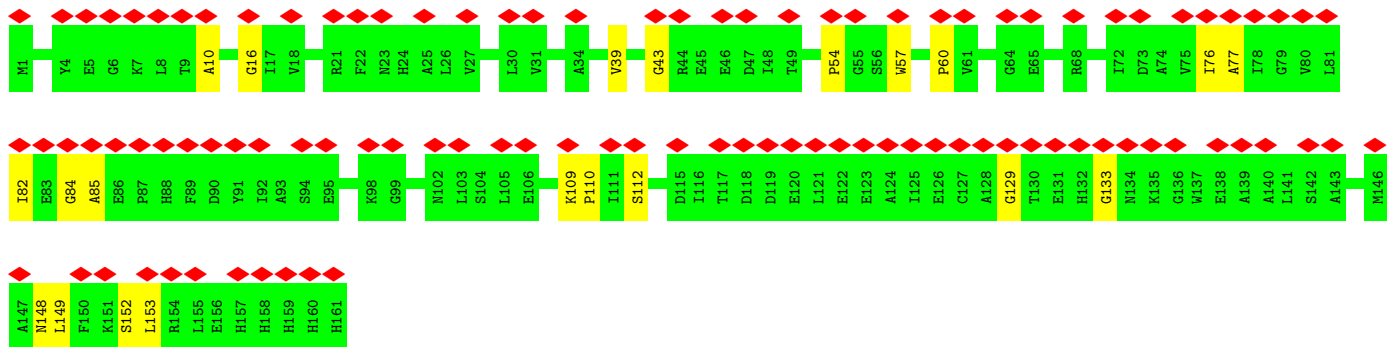 M1 Y4 E5 G6 K7 L8 T9 A10 G16 I17 V18 R21 F22 N23 H24 A25 L26 V27 L30 V31 A34 V39 G43 R44 E45 E46 D47 I48 T49 P54 G55 S56 W57 P60 V61 G64 E65 R68 I72 D73 A74 V75 I76 A77 I78 G79 V80 L81
I82 E83 G84 A85 E86 P87 H88 F89 D90 Y91 I92 A93 S94 E95 K98 G99 N102 L103 S104 L105 E106 K109 P110 I111 S112 D115 I116 T117 D118 D119 E120 L121 E122 E123 A124 I125 E126 C127 A128 G129 T130 E131 H132 G133 N134 K135 G136 W137 E138 A139 A140 L141 S142 A143 M146
A147 N148 L149 F150 K151 S152 L153 R154 L155 E156 H157 H158 H159 H160 H161